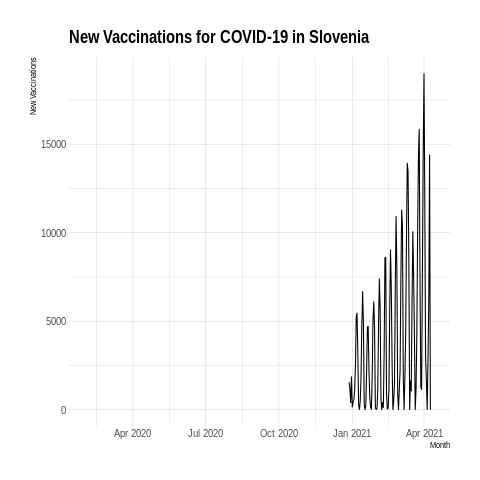 New Vaccinations for COVID-19 in Slovenia
New Vaccinations
15000
10000
5000
0
Apr 2020
Jul 2020
Oct 2020
Jan 2021
Apr 2021
Month